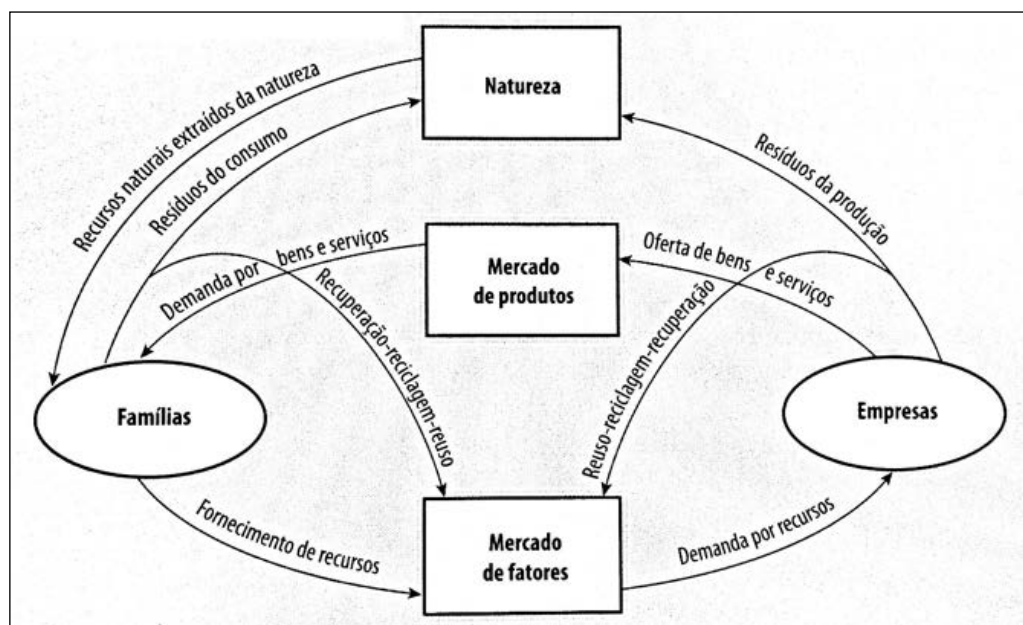 Natureza
Recursos naturais extraídos da natureza
Resíduos do consumo
Resíduos da produção
Mercado
de produtos
Demanda por bens e serviços
Oferta de bens e serviços
Recuperação-reciclagem-reuso
Reuso-reciclagem-recuperação
Famílias
Empresas
Fornecimento de recursos
Mercado
de fatores
Demanda por recursos